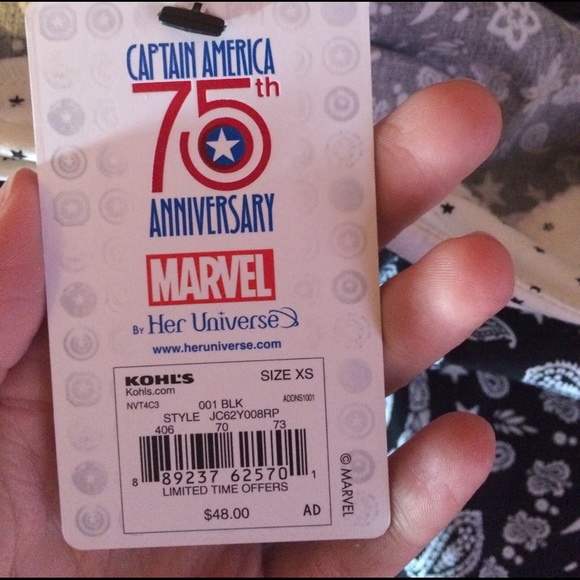 CAPTAIN AMERICA
75th
ANNIVERSARY
MARVEL
BY Her Universe
www.heruniverse.com
KOHL'S SIZE XS
Kohls.com
NVT4C3 001 BLK ADDNS1001
STYLE JC62Y008RP
406 70 73
8 89237 62570 1
LIMITED TIME OFFERS
$48.00 AD
© MARVEL